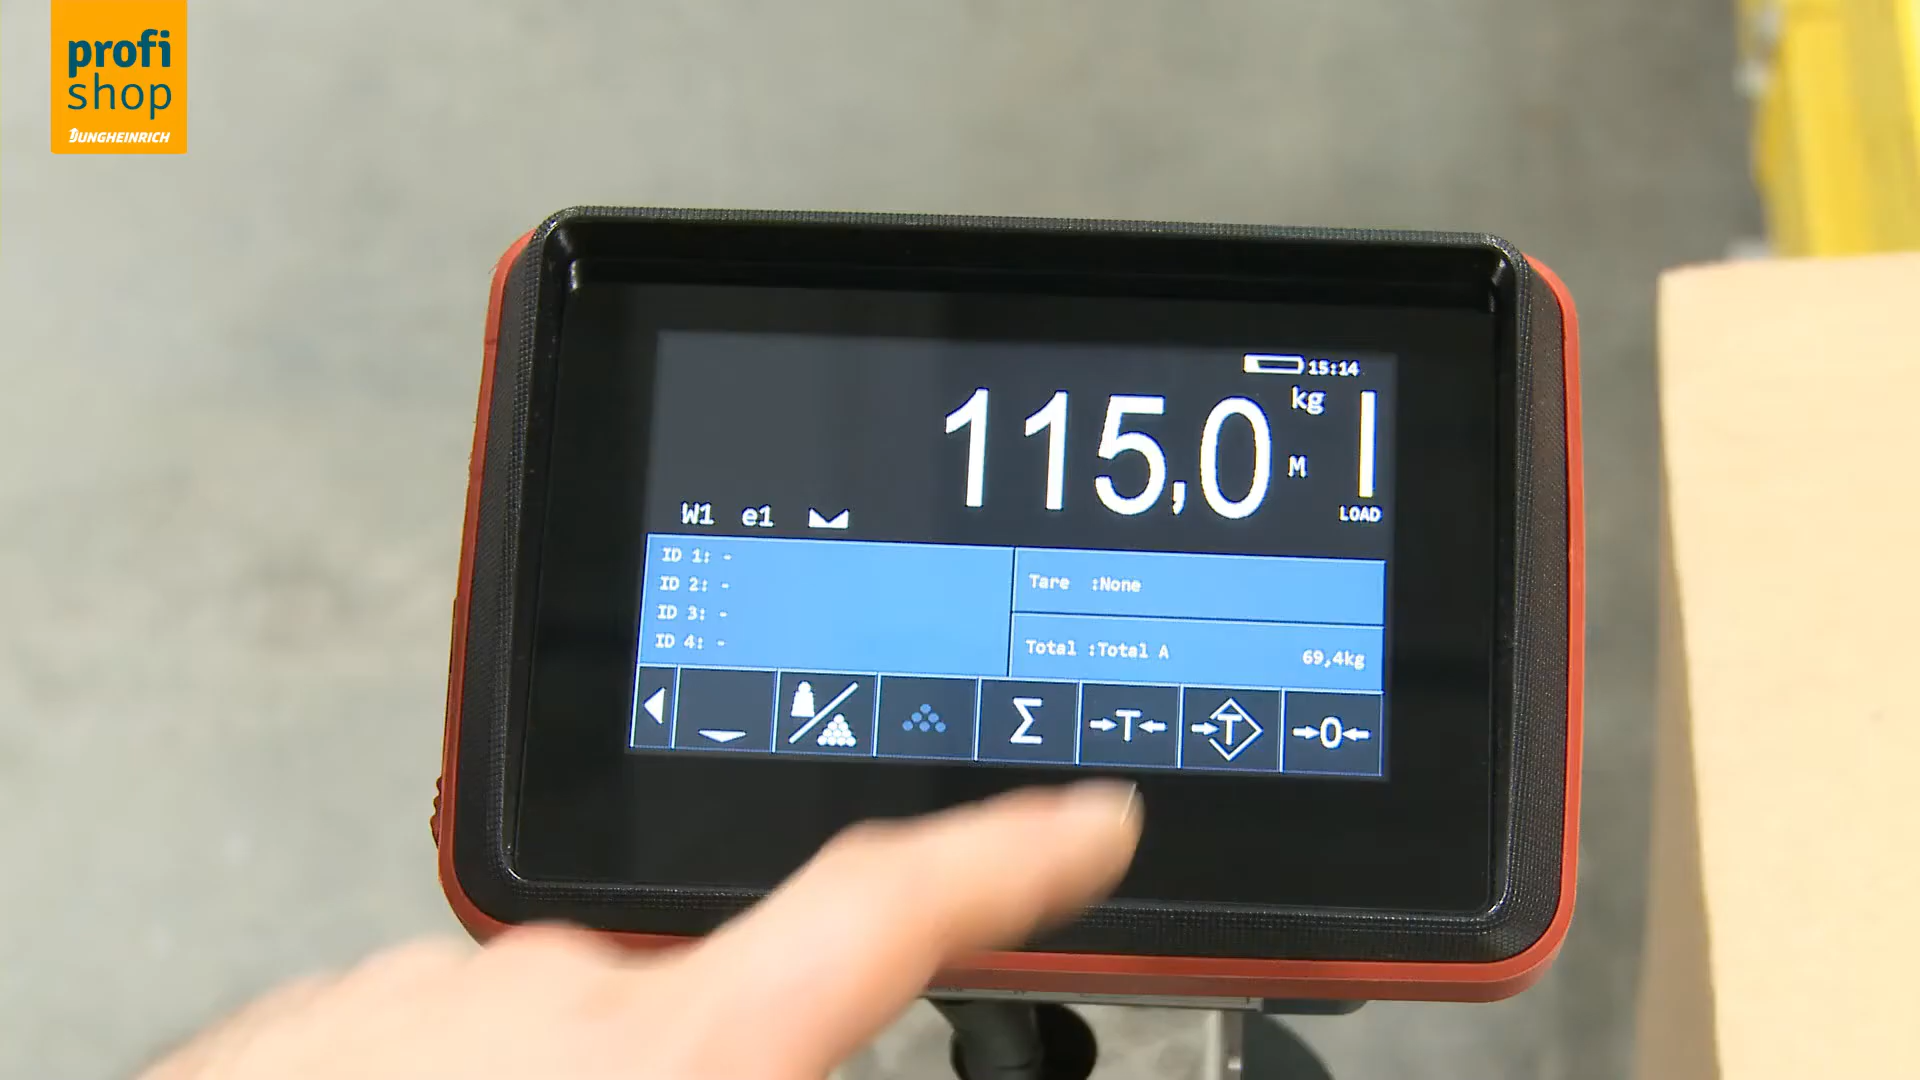 profi
shop
JUNGHEINRICH
15:14
115,0 kg
M
LOAD
W1 e1
ID 1: -
ID 2: -
ID 3: -
ID 4: -
Tare :None
Total :Total A 69,4kg
Σ →T← →T →0←